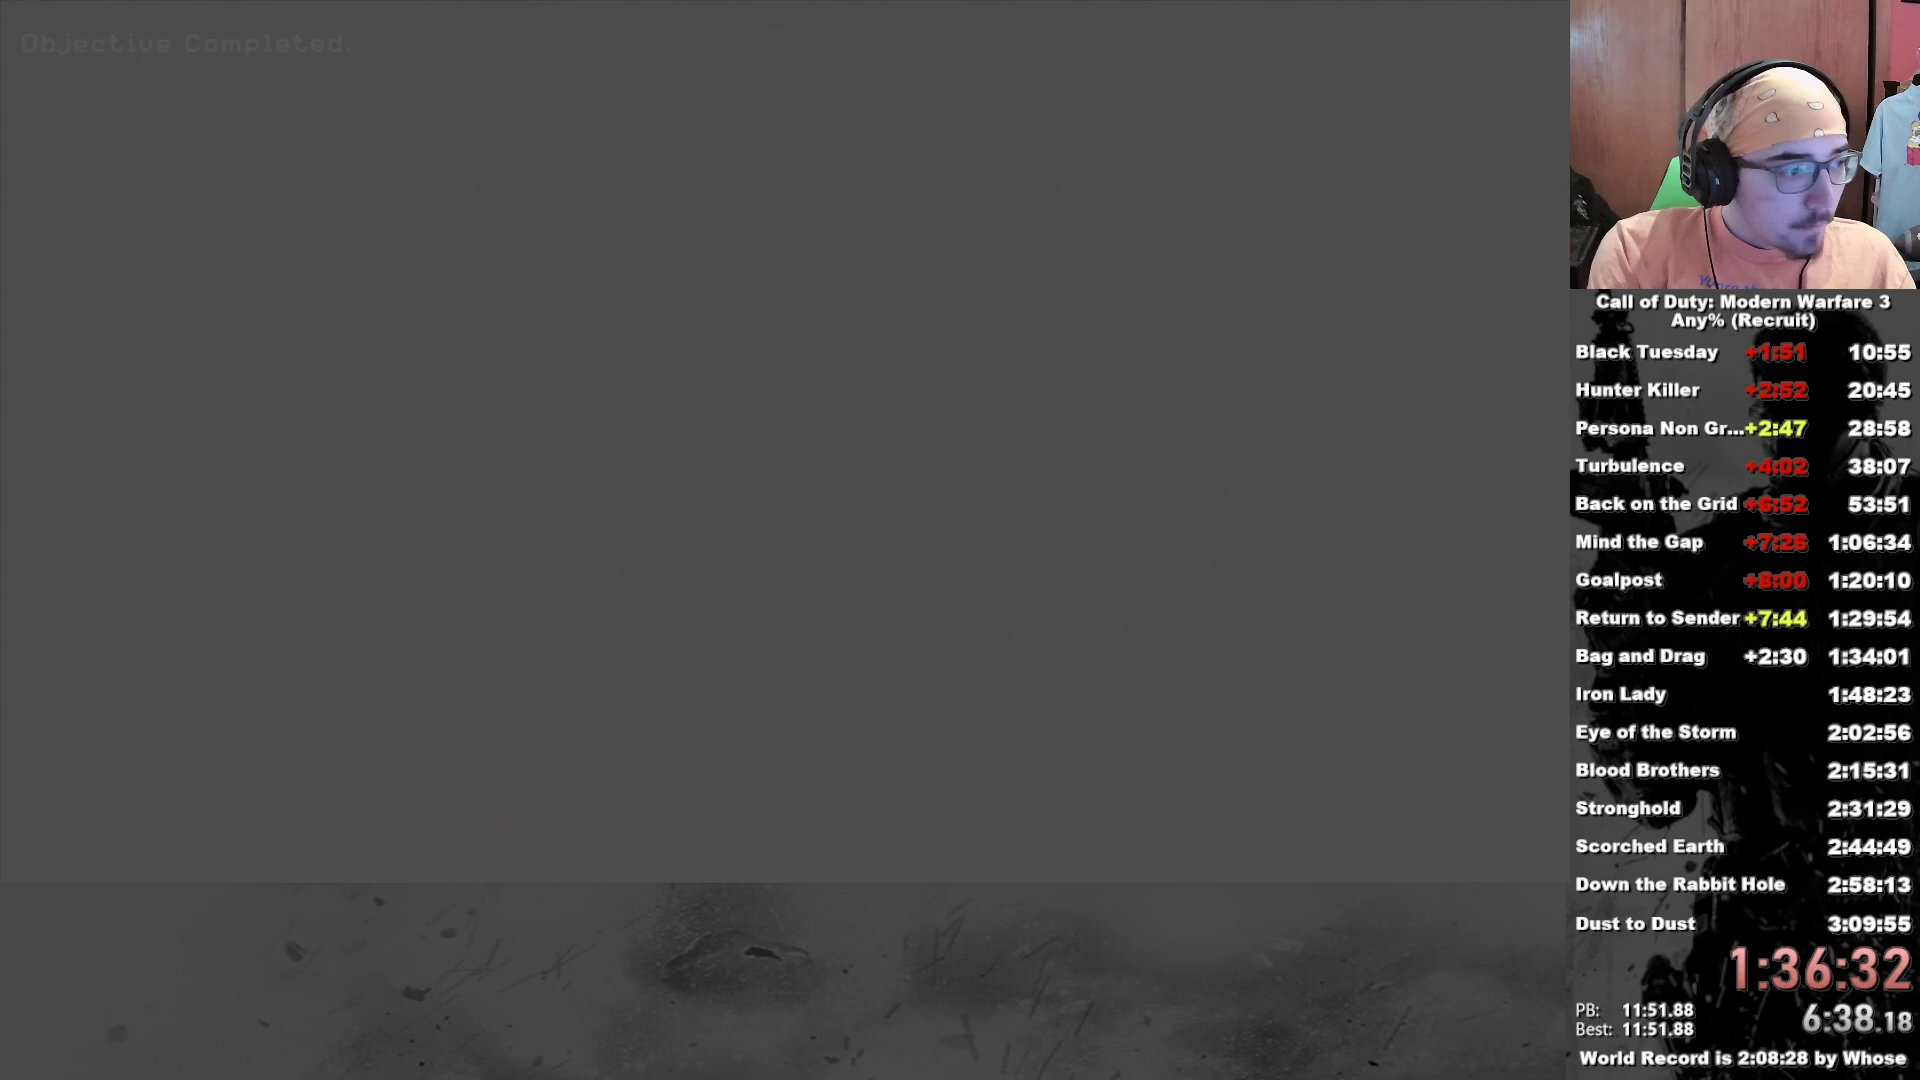 Objective Completed.
Call of Duty: Modern Warfare 3
Any% (Recruit)
Black Tuesday +1:51 10:55
Hunter Killer +2:52 20:45
Persona Non Gr... +2:47 28:58
Turbulence +4:02 38:07
Back on the Grid +6:52 53:51
Mind the Gap +7:26 1:06:34
Goalpost +8:00 1:20:10
Return to Sender +7:44 1:29:54
Bag and Drag +2:30 1:34:01
Iron Lady 1:48:23
Eye of the Storm 2:02:56
Blood Brothers 2:15:31
Stronghold 2:31:29
Scorched Earth 2:44:49
Down the Rabbit Hole 2:58:13
Dust to Dust 3:09:55
1:36:32
PB: 11:51.88
Best: 11:51.88
6:38.18
World Record is 2:08:28 by Whose